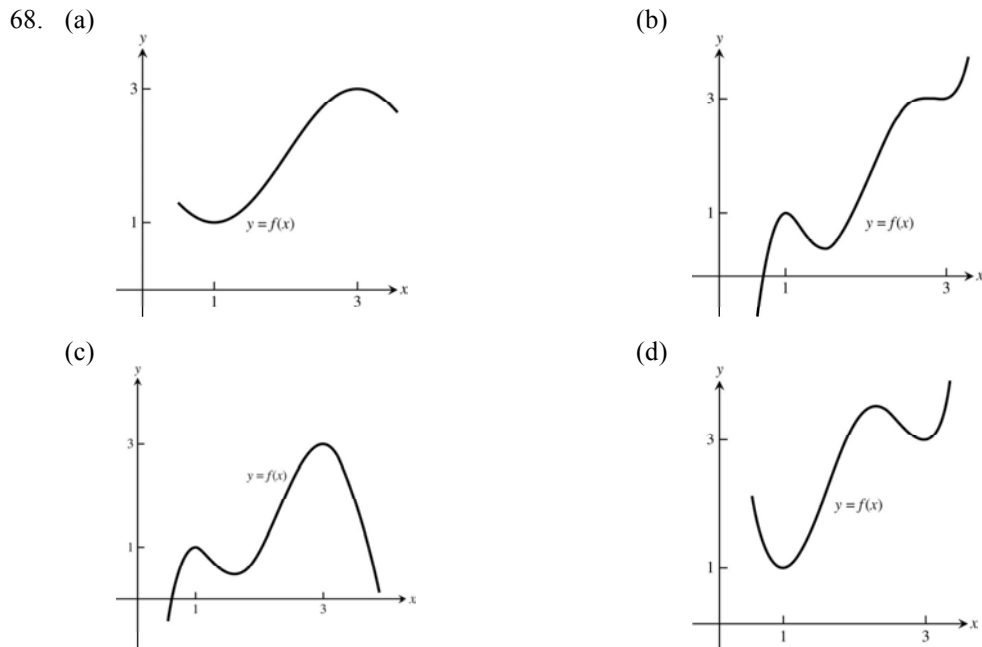 68. (a)
y
3
1
y = f(x)
1
3
x
(b)
y
3
1
y = f(x)
1
3
x
(c)
y
3
y = f(x)
1
1
3
x
(d)
y
3
y = f(x)
1
1
3
x